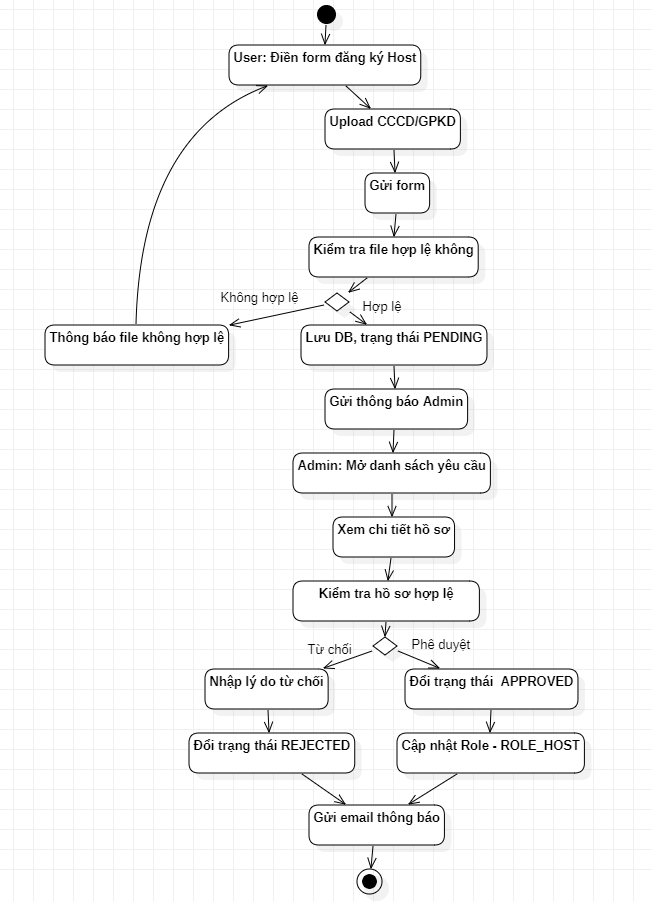 User: Điền form đăng ký Host
Upload CCCD/GPKD
Gửi form
Kiểm tra file hợp lệ không
Không hợp lệ
Hợp lệ
Thông báo file không hợp lệ
Lưu DB, trạng thái PENDING
Gửi thông báo Admin
Admin: Mở danh sách yêu cầu
Xem chi tiết hồ sơ
Kiểm tra hồ sơ hợp lệ
Từ chối
Phê duyệt
Nhập lý do từ chối
Đổi trạng thái  APPROVED
Đổi trạng thái REJECTED
Cập nhật Role - ROLE_HOST
Gửi email thông báo